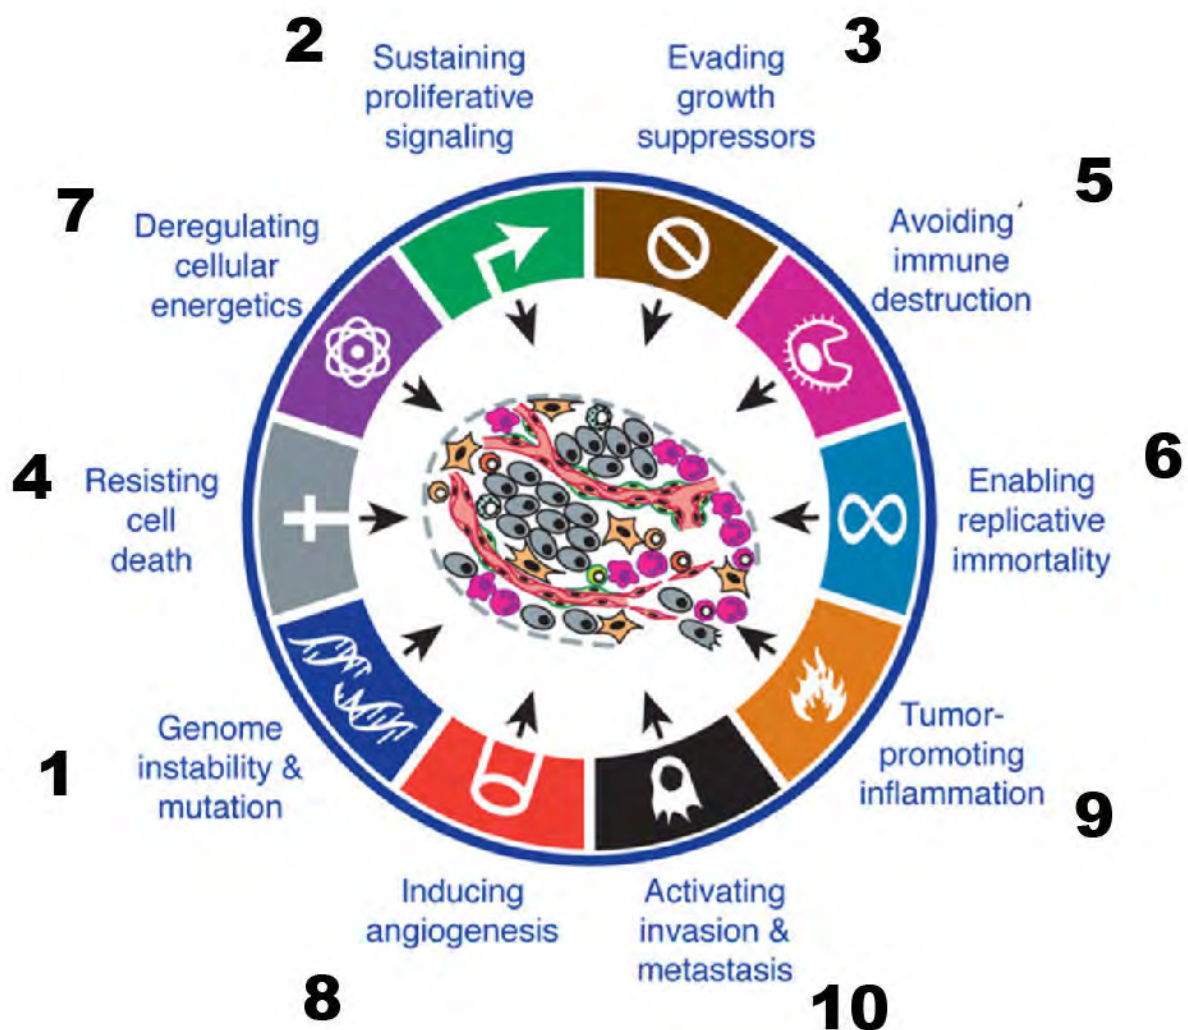 2
Sustaining
proliferative
signaling
3
Evading
growth
suppressors
5
Avoiding
immune
destruction
7
Deregulating
cellular
energetics
4
Resisting
cell
death
6
Enabling
replicative
immortality
1
Genome
instability &
mutation
Tumor-
promoting
inflammation
9
Inducing
angiogenesis
8
Activating
invasion &
metastasis
10